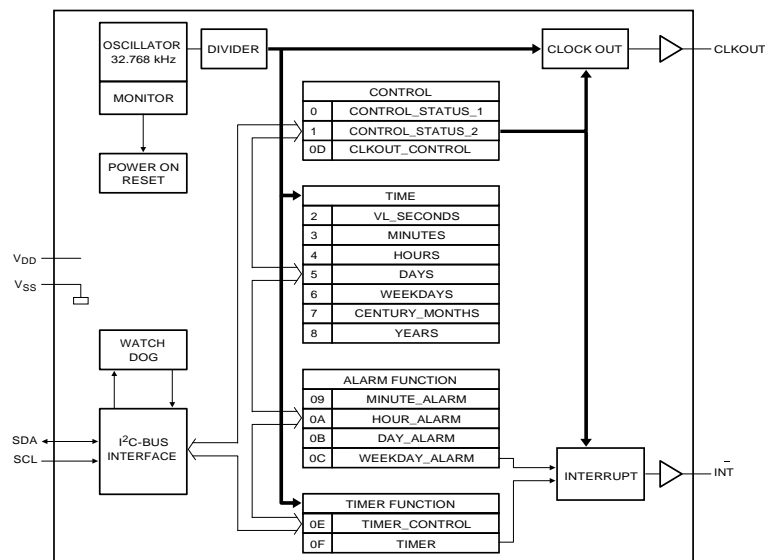 OSCILLATOR
32.768 kHz
DIVIDER
CLOCK OUT
CLKOUT
MONITOR
POWER ON
RESET
CONTROL
0 CONTROL_STATUS_1
1 CONTROL_STATUS_2
0D CLKOUT_CONTROL
TIME
2 VL_SECONDS
3 MINUTES
4 HOURS
5 DAYS
6 WEEKDAYS
7 CENTURY_MONTHS
8 YEARS
VDD
VSS
WATCH
DOG
I²C-BUS
INTERFACE
SDA
SCL
ALARM FUNCTION
09 MINUTE_ALARM
0A HOUR_ALARM
0B DAY_ALARM
0C WEEKDAY_ALARM
INTERRUPT
INT
TIMER FUNCTION
0E TIMER_CONTROL
0F TIMER